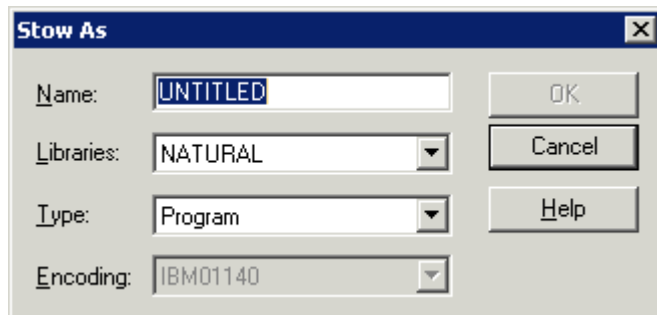 Stow As
Name: UNTITLED OK
Libraries: NATURAL Cancel
Type: Program Help
Encoding: IBM01140